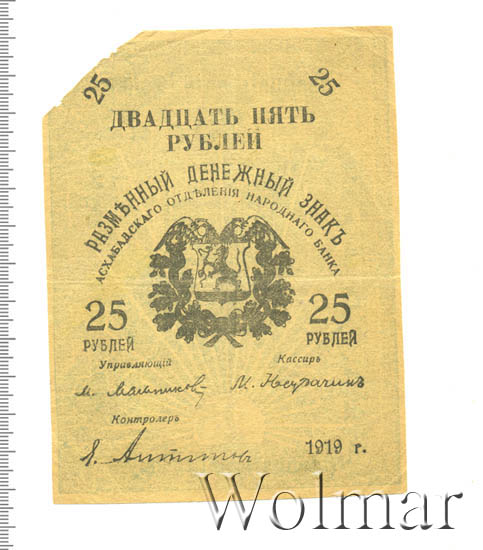 25 25
ДВАДЦАТЬ ПЯТЬ
РУБЛЕЙ
РАЗМѢННЫЙ ДЕНЕЖНЫЙ ЗНАКЪ
АСХАБАДСКАГО ОТДѢЛЕНІЯ НАРОДНАГО БАНКА
25 25
РУБЛЕЙ РУБЛЕЙ
Управляющій Кассиръ
М. М.
Контролеръ
1919 г.
Wolmar